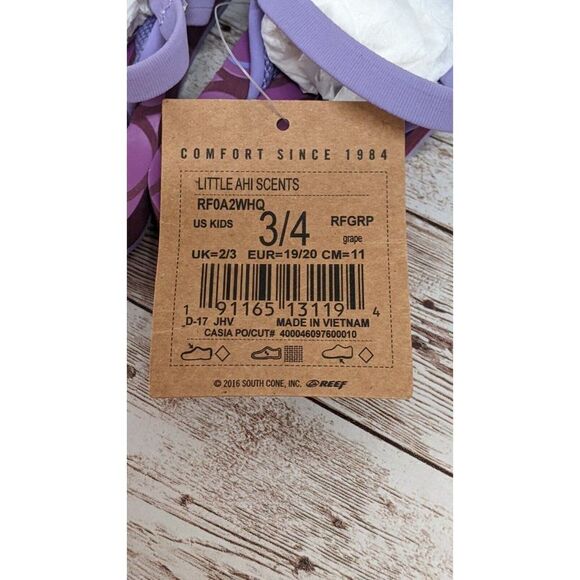 COMFORT SINCE 1984
LITTLE AHI SCENTS
RF0A2WHQ
US KIDS 3/4 RFGRP
grape
UK=2/3 EUR=19/20 CM=11
1 91165 13119 4
D-17 JHV MADE IN VIETNAM
CASIA PO/CUT# 400046097600010
© 2016 SOUTH CONE, INC. REEF